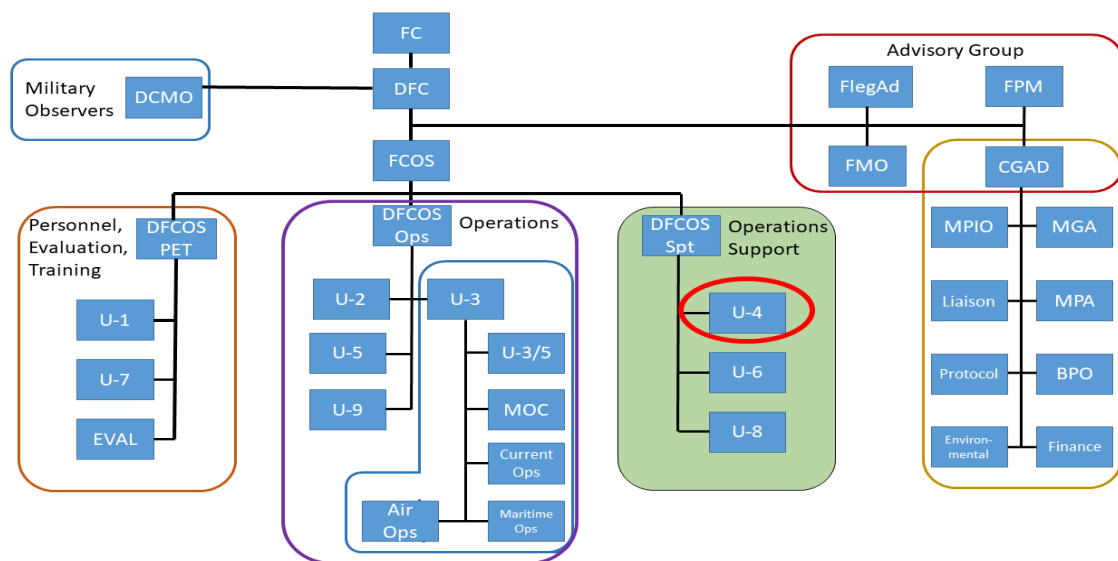 FC
Advisory Group
Military
Observers
DCMO
DFC
FlegAd
FPM
FCOS
FMO
CGAD
Personnel,
Evaluation,
Training
DFCOS
PET
DFCOS
Ops
Operations
DFCOS
Spt
Operations
Support
MPIO
MGA
U-1
U-7
EVAL
U-2
U-3
U-5
U-3/5
U-9
MOC
Current
Ops
Air
Ops
Maritime
Ops
U-4
U-6
U-8
Liaison
MPA
Protocol
BPO
Environ-
mental
Finance